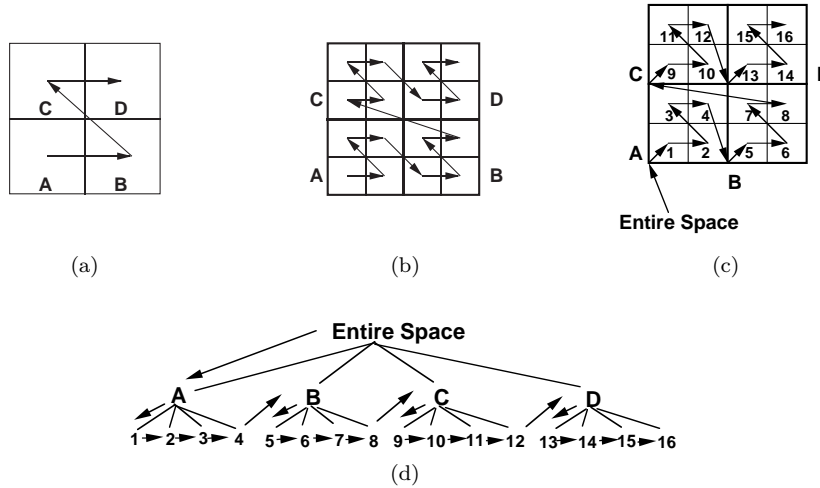 C D
A B
(a)
C D
A B
(b)
11 12 15 16
C 9 10 13 14
3 4 7 8
A 1 2 5 6
B
Entire Space
(c)
Entire Space
A B C D
1 2 3 4 5 6 7 8 9 10 11 12 13 14 15 16
(d)